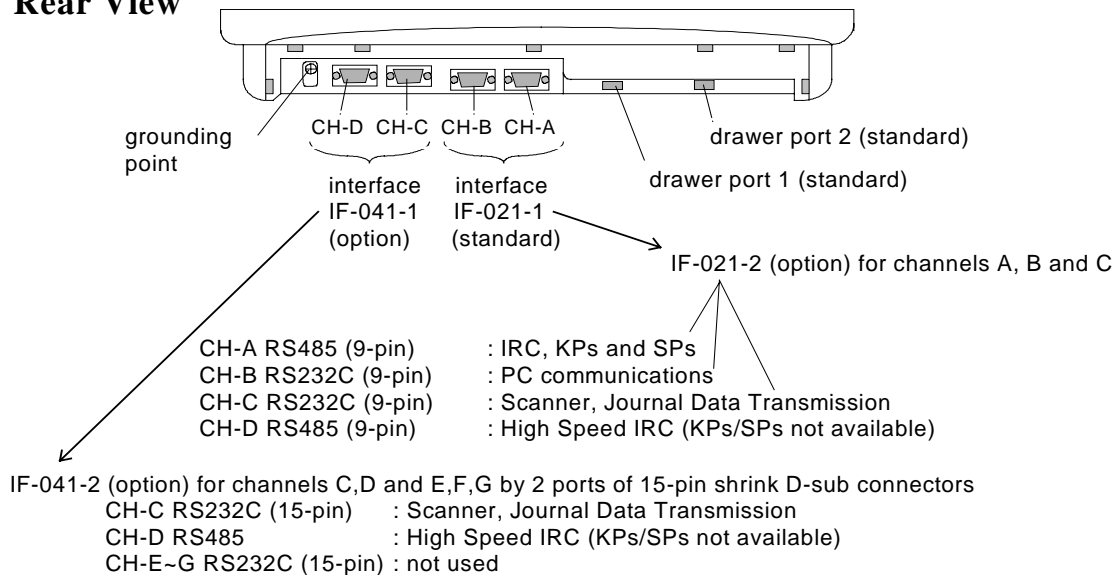 Rear View
CH-D CH-C CH-B CH-A
grounding
point
drawer port 2 (standard)
drawer port 1 (standard)
interface
IF-041-1
(option)
interface
IF-021-1
(standard)
IF-021-2 (option) for channels A, B and C
CH-A RS485 (9-pin) : IRC, KPs and SPs
CH-B RS232C (9-pin) : PC communications
CH-C RS232C (9-pin) : Scanner, Journal Data Transmission
CH-D RS485 (9-pin) : High Speed IRC (KPs/SPs not available)
IF-041-2 (option) for channels C,D and E,F,G by 2 ports of 15-pin shrink D-sub connectors
CH-C RS232C (15-pin) : Scanner, Journal Data Transmission
CH-D RS485 : High Speed IRC (KPs/SPs not available)
CH-E~G RS232C (15-pin) : not used